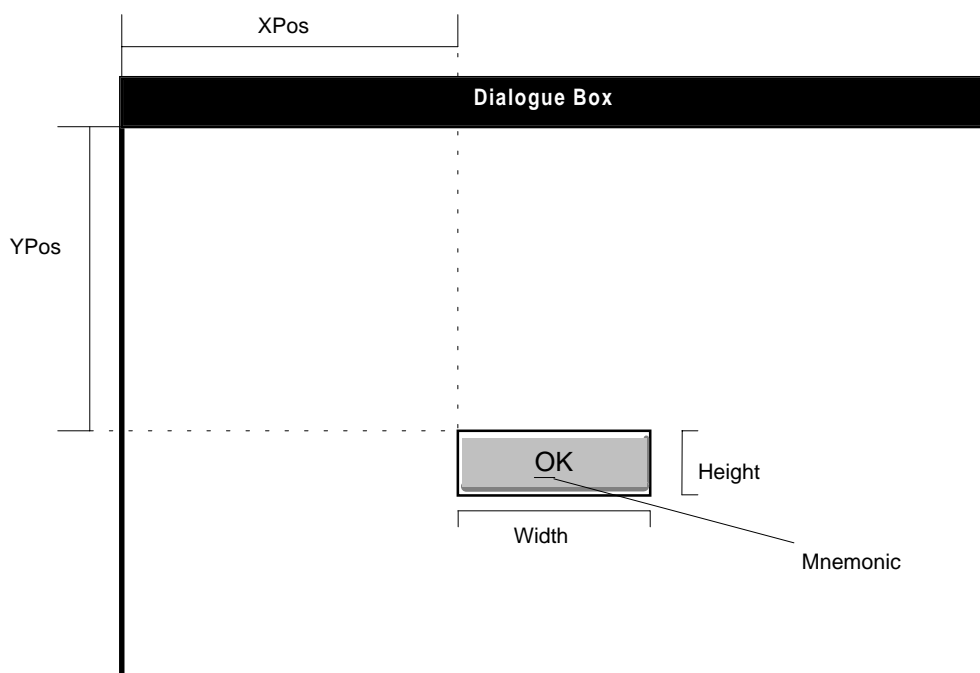 XPos
Dialogue Box
YPos
OK
Height
Width
Mnemonic